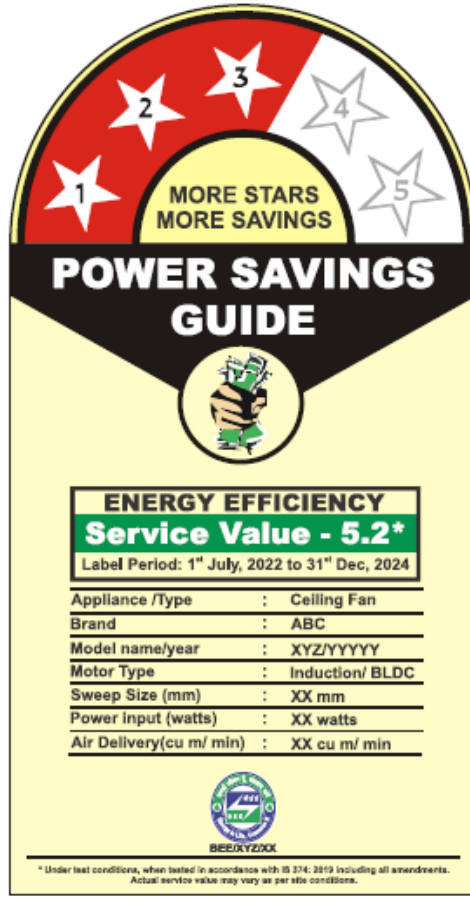 1
2
3
4
5
MORE STARS
MORE SAVINGS
POWER SAVINGS
GUIDE
ENERGY EFFICIENCY
Service Value - 5.2*
Label Period: 1st July, 2022 to 31st Dec, 2024
Appliance /Type : Ceiling Fan
Brand : ABC
Model name/year : XYZ/YYYYY
Motor Type : Induction/ BLDC
Sweep Size (mm) : XX mm
Power input (watts) : XX watts
Air Delivery(cu m/ min) : XX cu m/ min
BEE/XYZ/XX
* Under test conditions, when tested in accordance with IS 374: 2019 including all amendments.
Actual service value may vary as per site conditions.